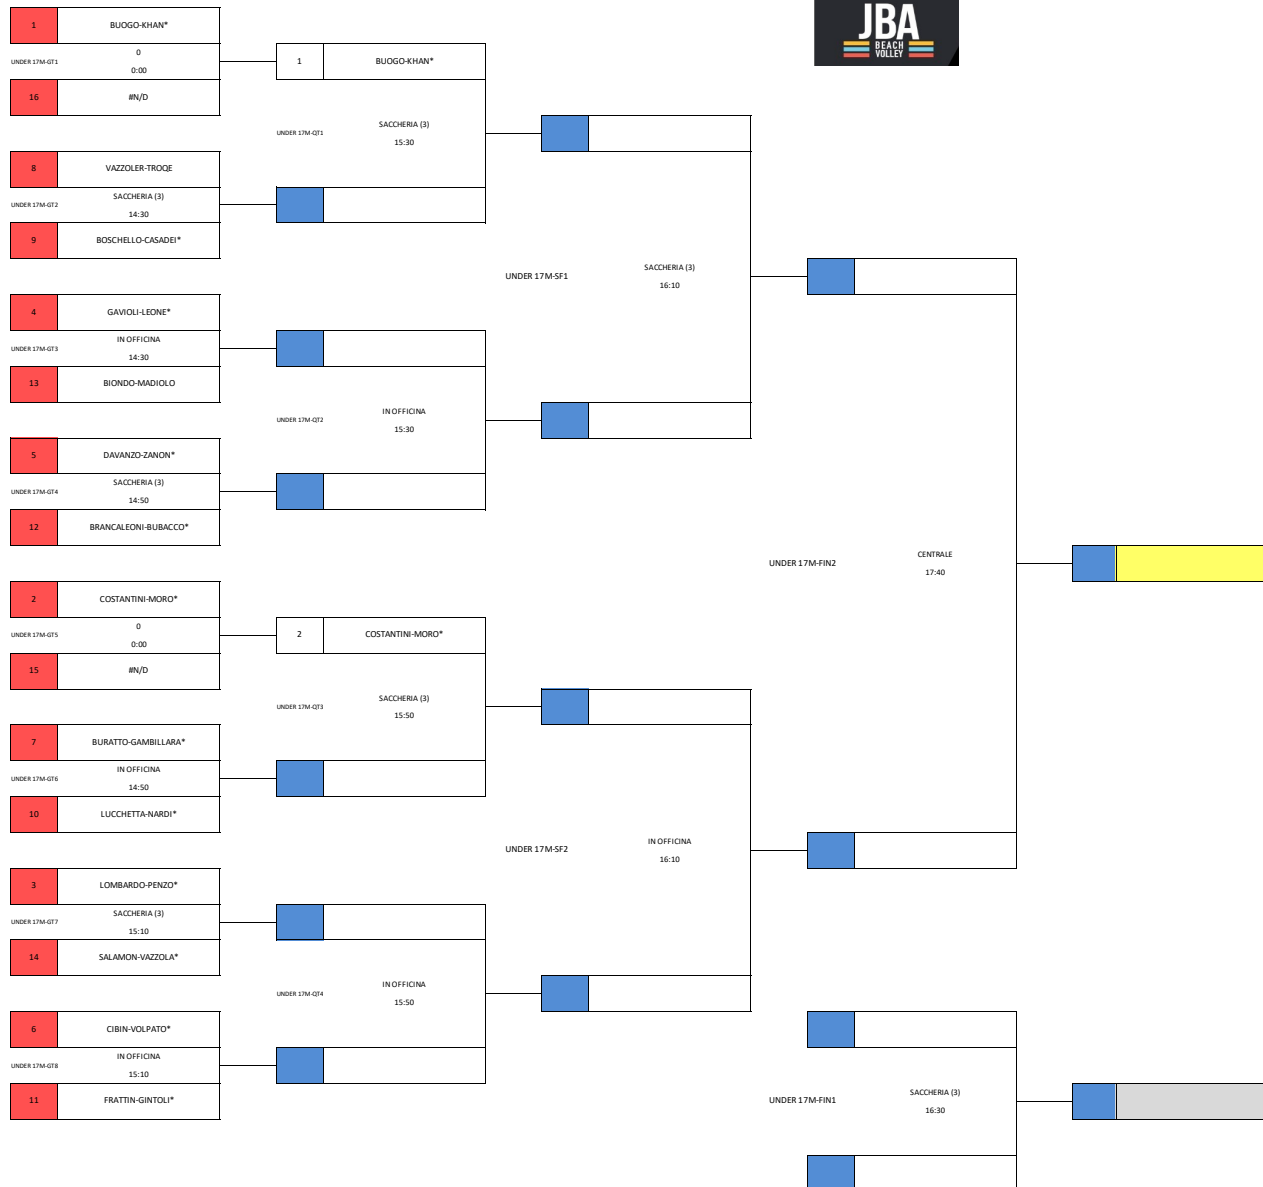 JBA
BEACH
VOLLEY
1
BUOGO-KHAN*
UNDER 17M-GT1
0
0:00
16
#N/D
1
BUOGO-KHAN*
UNDER 17M-QT1
SACCHERIA (3)
15:30
8
VAZZOLER-TROQE
UNDER 17M-GT2
SACCHERIA (3)
14:30
9
BOSCHELLO-CASADEI*
UNDER 17M-SF1
SACCHERIA (3)
16:10
4
GAVIOLI-LEONE*
UNDER 17M-GT3
IN OFFICINA
14:30
13
BIONDO-MADIOLO
UNDER 17M-QT2
IN OFFICINA
15:30
5
DAVANZO-ZANON*
UNDER 17M-GT4
SACCHERIA (3)
14:50
12
BRANCALEONI-BUBACCO*
UNDER 17M-FIN2
CENTRALE
17:40
2
COSTANTINI-MORO*
UNDER 17M-GT5
0
0:00
15
#N/D
2
COSTANTINI-MORO*
UNDER 17M-QT3
SACCHERIA (3)
15:50
7
BURATTO-GAMBILLARA*
UNDER 17M-GT6
IN OFFICINA
14:50
10
LUCCHETTA-NARDI*
UNDER 17M-SF2
IN OFFICINA
16:10
3
LOMBARDO-PENZO*
UNDER 17M-GT7
SACCHERIA (3)
15:10
14
SALAMON-VAZZOLA*
UNDER 17M-QT4
IN OFFICINA
15:50
6
CIBIN-VOLPATO*
UNDER 17M-GT8
IN OFFICINA
15:10
11
FRATTIN-GINTOLI*
UNDER 17M-FIN1
SACCHERIA (3)
16:30